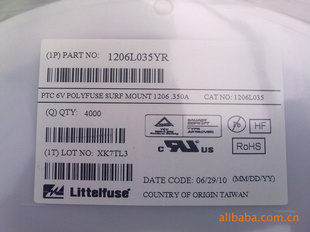 (1P) PART NO: 1206L035YR
PTC 6V POLYFUSE SURF MOUNT 1206 .350A CAT NO: 1206L035
(Q) QTY: 4000
(1T) LOT NO: XK7TL3
HF
RoHS
Littelfuse
DATE CODE: 06/29/10 (MM/DD/YY)
COUNTRY OF ORIGIN TAIWAN
alibaba.com.cn